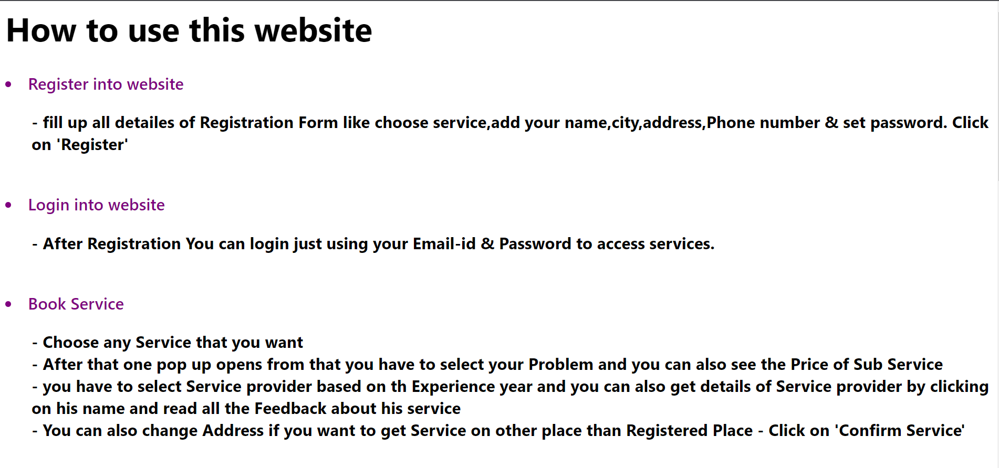 How to use this website
• Register into website
- fill up all detailes of Registration Form like choose service,add your name,city,address,Phone number & set password. Click
on 'Register'
• Login into website
- After Registration You can login just using your Email-id & Password to access services.
• Book Service
- Choose any Service that you want
- After that one pop up opens from that you have to select your Problem and you can also see the Price of Sub Service
- you have to select Service provider based on th Experience year and you can also get details of Service provider by clicking
on his name and read all the Feedback about his service
- You can also change Address if you want to get Service on other place than Registered Place - Click on 'Confirm Service'